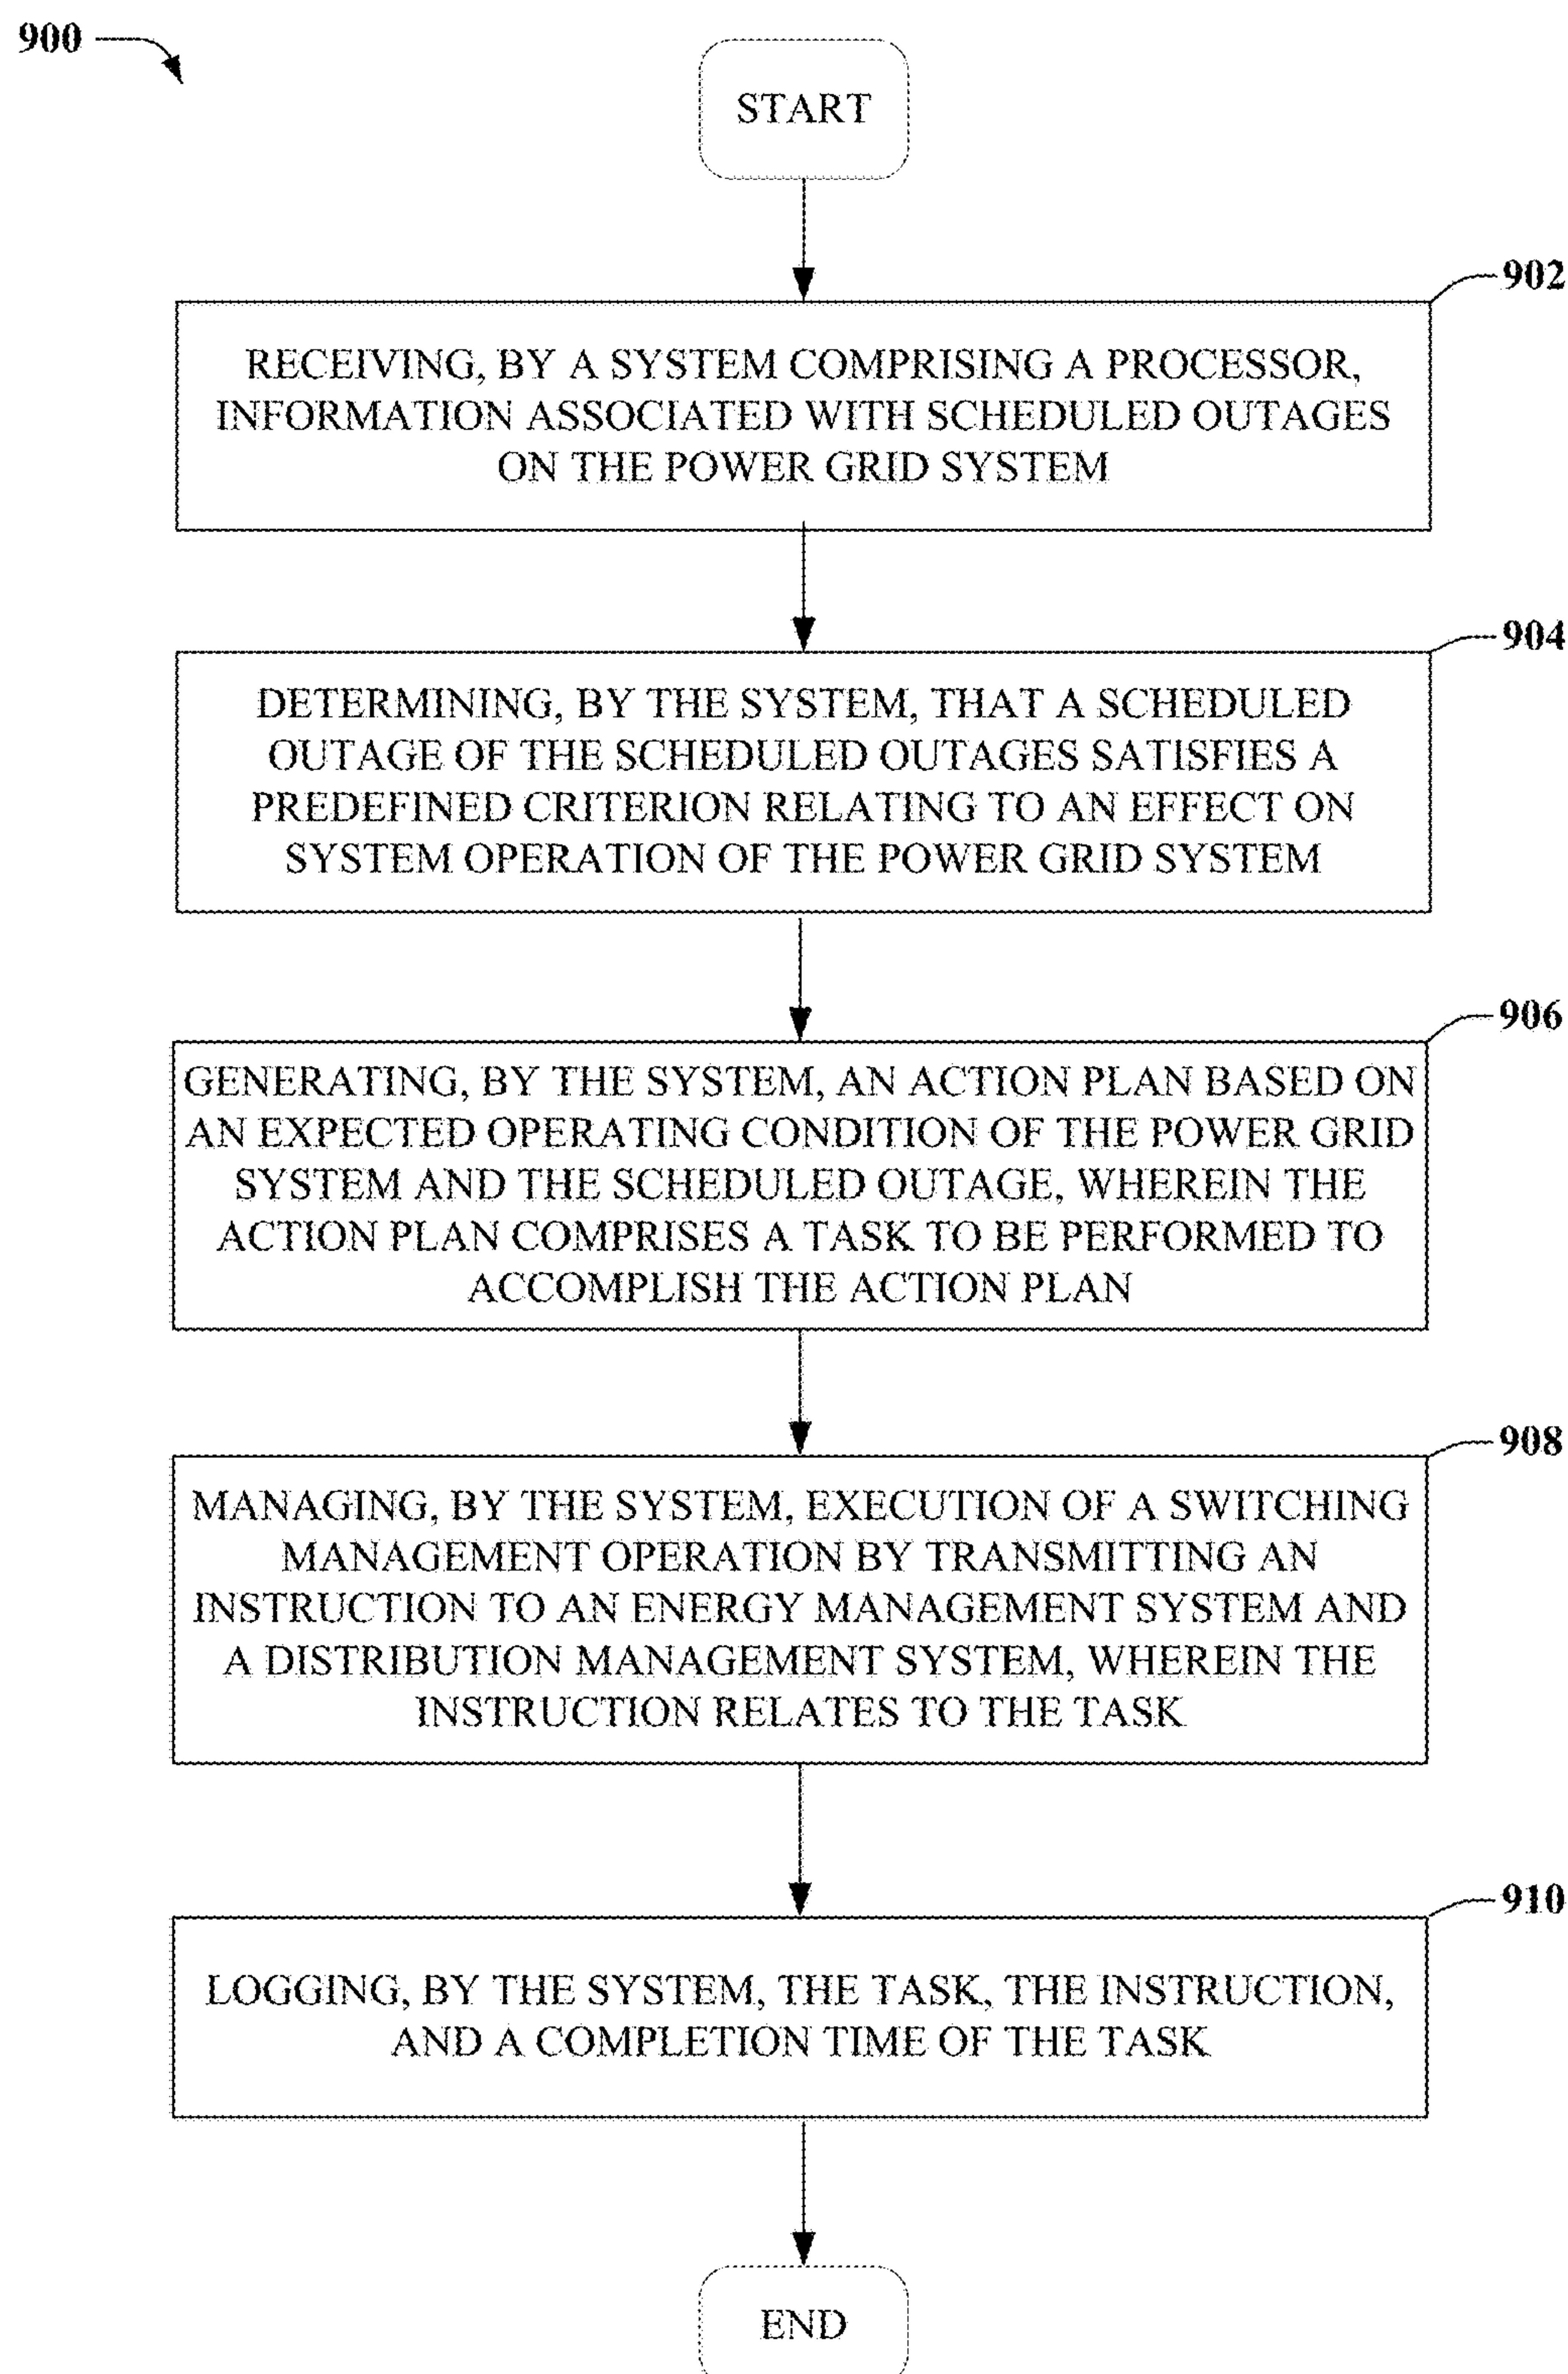 900
START
902
RECEIVING, BY A SYSTEM COMPRISING A PROCESSOR,
INFORMATION ASSOCIATED WITH SCHEDULED OUTAGES
ON THE POWER GRID SYSTEM
904
DETERMINING, BY THE SYSTEM, THAT A SCHEDULED
OUTAGE OF THE SCHEDULED OUTAGES SATISFIES A
PREDEFINED CRITERION RELATING TO AN EFFECT ON
SYSTEM OPERATION OF THE POWER GRID SYSTEM
906
GENERATING, BY THE SYSTEM, AN ACTION PLAN BASED ON
AN EXPECTED OPERATING CONDITION OF THE POWER GRID
SYSTEM AND THE SCHEDULED OUTAGE, WHEREIN THE
ACTION PLAN COMPRISES A TASK TO BE PERFORMED TO
ACCOMPLISH THE ACTION PLAN
908
MANAGING, BY THE SYSTEM, EXECUTION OF A SWITCHING
MANAGEMENT OPERATION BY TRANSMITTING AN
INSTRUCTION TO AN ENERGY MANAGEMENT SYSTEM AND
A DISTRIBUTION MANAGEMENT SYSTEM, WHEREIN THE
INSTRUCTION RELATES TO THE TASK
910
LOGGING, BY THE SYSTEM, THE TASK, THE INSTRUCTION,
AND A COMPLETION TIME OF THE TASK
END